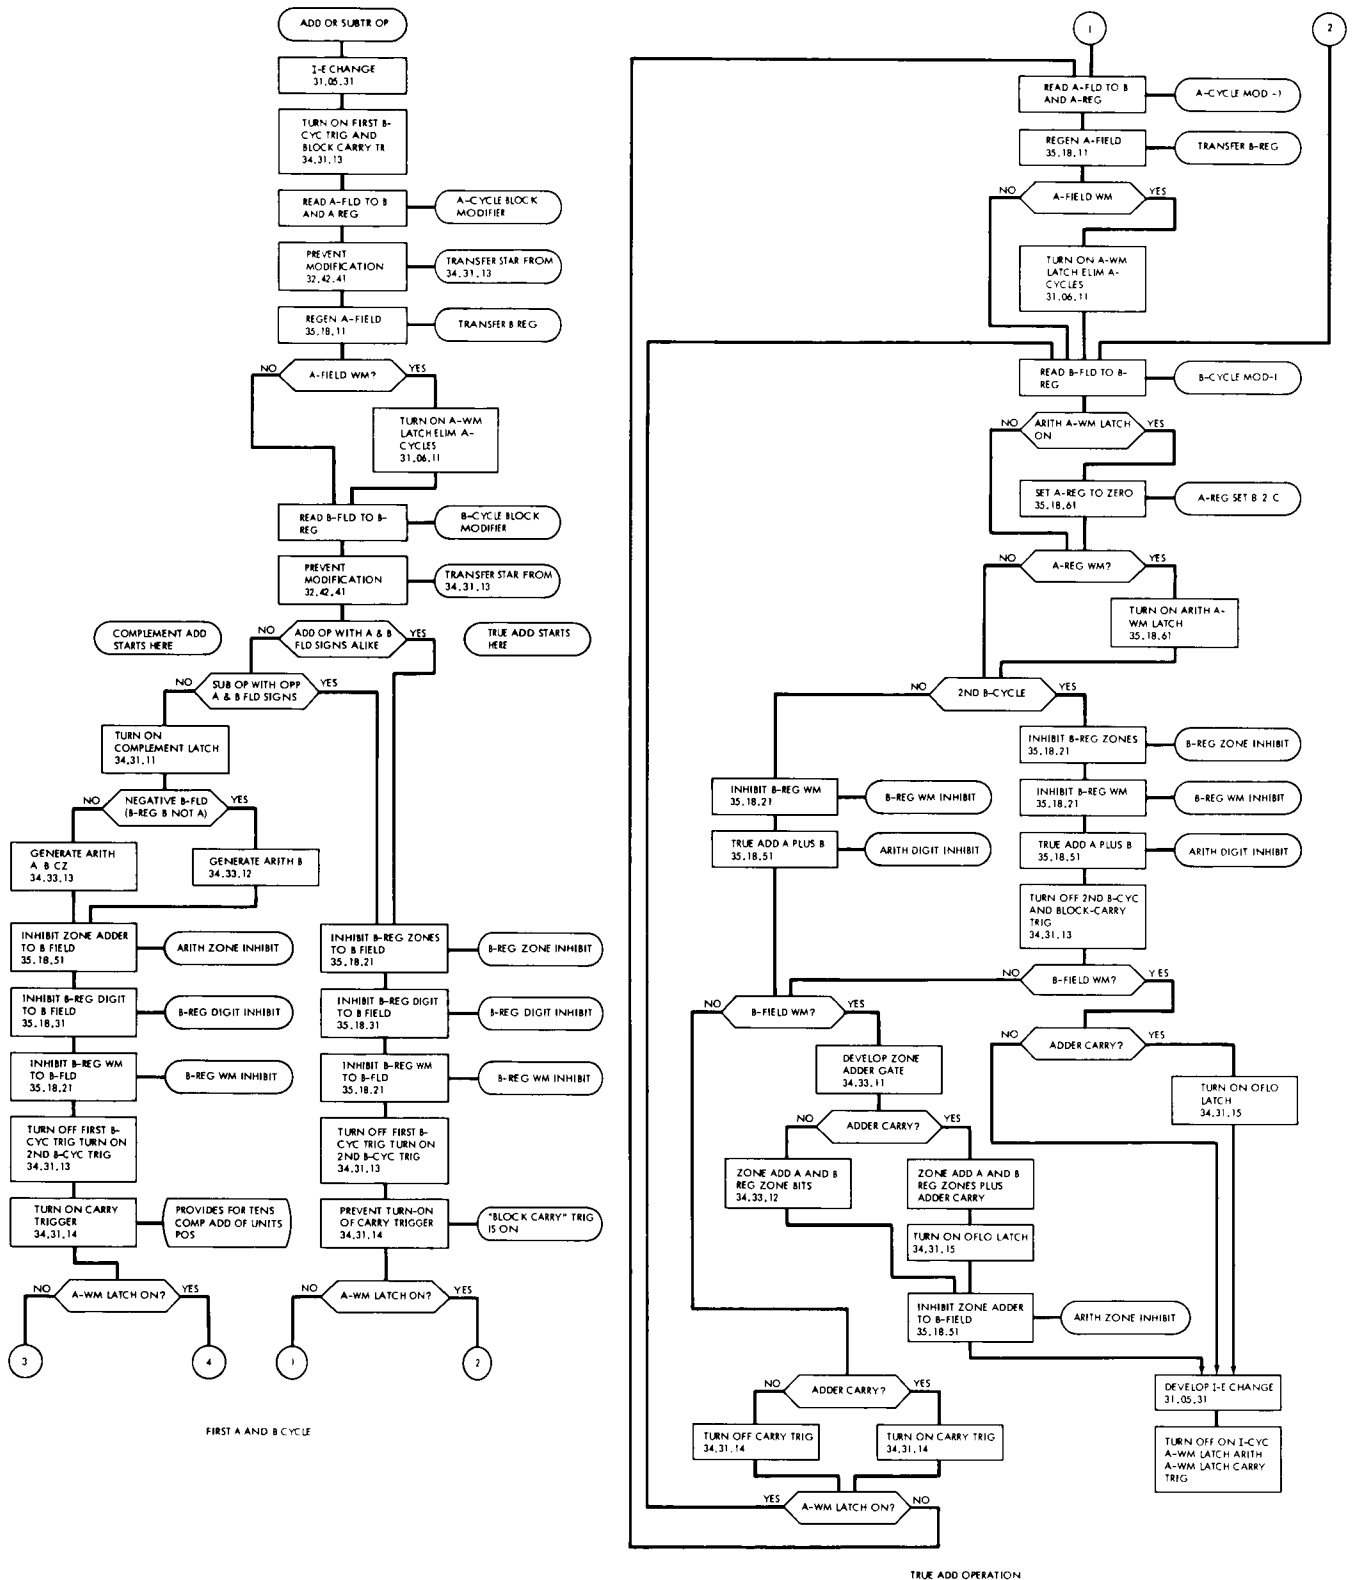 ADD OR SUBTR OP
I-E CHANGE
31.05.31
TURN ON FIRST B-
CYC TRIG AND
BLOCK CARRY TR
34.31.13
READ A-FLD TO B
AND A REG
A-CYCLE BLOCK
MODIFIER
PREVENT
MODIFICATION
32.42.41
TRANSFER STAR FROM
34.31.13
REGEN A-FIELD
35.18.11
TRANSFER B REG
A-FIELD WM?
NO
YES
TURN ON A-WM
LATCH ELIM A-
CYCLES
31.06.11
READ B-FLD TO B-
REG
B-CYCLE BLOCK
MODIFIER
PREVENT
MODIFICATION
32.42.41
TRANSFER STAR FROM
34.31.13
COMPLEMENT ADD
STARTS HERE
NO
ADD OP WITH A & B
FLD SIGNS ALIKE
YES
TRUE ADD STARTS
HERE
NO
SUB OP WITH OPP
A & B FLD SIGNS
YES
TURN ON
COMPLEMENT LATCH
34.31.11
NO
NEGATIVE B-FLD
(B-REG B NOT A)
YES
GENERATE ARITH
A B CZ
34.33.13
GENERATE ARITH B
34.33.12
INHIBIT ZONE ADDER
TO B FIELD
35.18.51
ARITH ZONE INHIBIT
INHIBIT B-REG DIGIT
TO B FIELD
35.18.31
B-REG DIGIT INHIBIT
INHIBIT B-REG WM
TO B-FLD
35.18.21
B-REG WM INHIBIT
TURN OFF FIRST B-
CYC TRIG TURN ON
2ND B-CYC TRIG
34.31.13
TURN ON CARRY
TRIGGER
34.31.14
PROVIDES FOR TENS
COMP ADD OF UNITS
POS
NO
A-WM LATCH ON?
YES
3
4
INHIBIT B-REG ZONES
TO B FIELD
35.18.21
B-REG ZONE INHIBIT
INHIBIT B-REG DIGIT
TO B FIELD
35.18.31
B-REG DIGIT INHIBIT
INHIBIT B-REG WM
TO B-FLD
35.18.21
B-REG WM INHIBIT
TURN OFF FIRST B-
CYC TRIG TURN ON
2ND B-CYC TRIG
34.31.13
PREVENT TURN-ON
OF CARRY TRIGGER
34.31.14
"BLOCK CARRY" TRIG
IS ON
NO
A-WM LATCH ON?
YES
1
2
FIRST A AND B CYCLE
1
2
READ A-FLD TO B
AND A-REG
A-CYCLE MOD -1
REGEN A-FIELD
35.18.11
TRANSFER B-REG
NO
A-FIELD WM
YES
TURN ON A-WM
LATCH ELIM A-
CYCLES
31.06.11
READ B-FLD TO B-
REG
B-CYCLE MOD-1
NO
ARITH A-WM LATCH
ON
YES
SET A-REG TO ZERO
35.18.61
A-REG SET B 2 C
NO
A-REG WM?
YES
TURN ON ARITH A-
WM LATCH
35.18.61
NO
2ND B-CYCLE
YES
INHIBIT B-REG WM
35.18.21
B-REG WM INHIBIT
TRUE ADD A PLUS B
35.18.51
ARITH DIGIT INHIBIT
INHIBIT B-REG ZONES
35.18.21
B-REG ZONE INHIBIT
INHIBIT B-REG WM
35.18.21
B-REG WM INHIBIT
TRUE ADD A PLUS B
35.18.51
ARITH DIGIT INHIBIT
TURN OFF 2ND B-CYC
AND BLOCK-CARRY
TRIG
34.31.13
NO
B-FIELD WM?
YES
NO
B-FIELD WM?
YES
NO
ADDER CARRY?
YES
DEVELOP ZONE
ADDER GATE
34.33.11
TURN ON OFLO
LATCH
34.31.15
NO
ADDER CARRY?
YES
ZONE ADD A AND B
REG ZONE BITS
34.33.12
ZONE ADD A AND B
REG ZONES PLUS
ADDER CARRY
TURN ON OFLO LATCH
34.31.15
INHIBIT ZONE ADDER
TO B-FIELD
35.18.51
ARITH ZONE INHIBIT
NO
ADDER CARRY?
YES
DEVELOP I-E CHANGE
31.05.31
TURN OFF CARRY TRIG
34.31.14
TURN ON CARRY TRIG
34.31.14
TURN OFF ON I-CYC
A-WM LATCH ARITH
A-WM LATCH CARRY
TRIG
YES
A-WM LATCH ON?
NO
TRUE ADD OPERATION